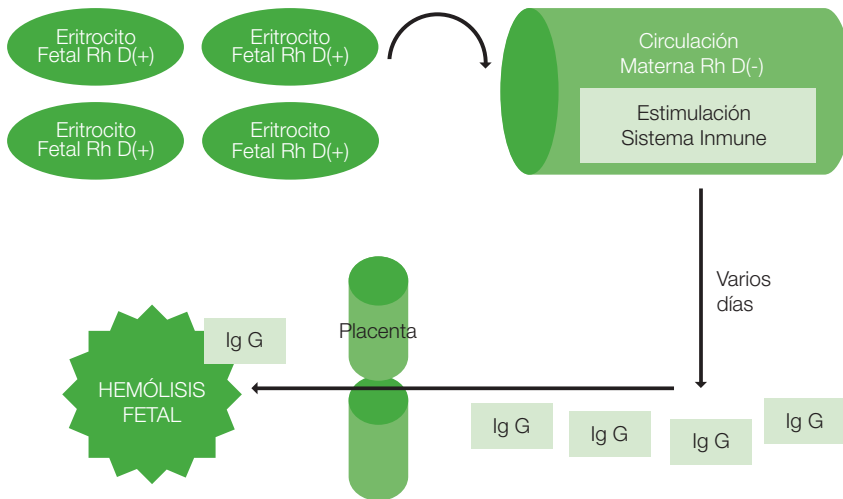 Eritrocito
Fetal Rh D(+)
Eritrocito
Fetal Rh D(+)
Circulación
Materna Rh D(-)
Estimulación
Sistema Inmune
Eritrocito
Fetal Rh D(+)
Eritrocito
Fetal Rh D(+)
Varios
días
Placenta
Ig G
HEMÓLISIS
FETAL
Ig G
Ig G
Ig G
Ig G